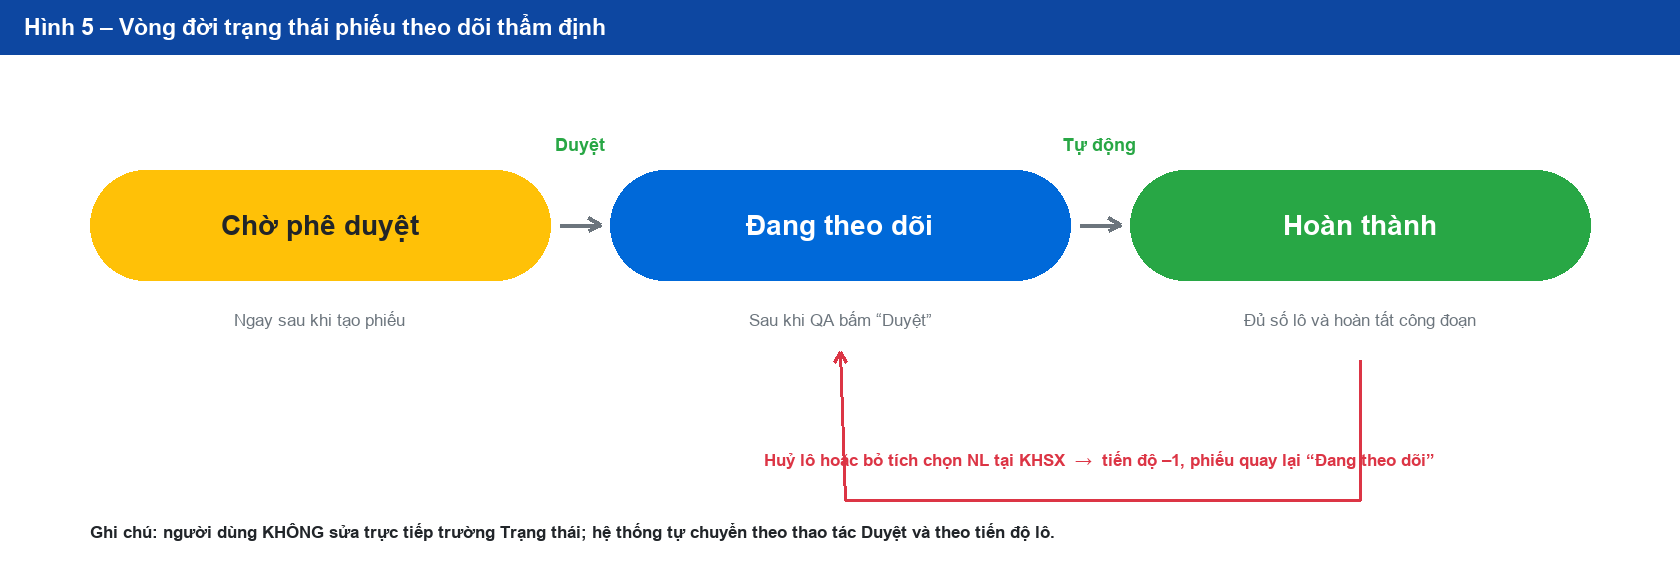 Hình 5 – Vòng đời trạng thái phiếu theo dõi thẩm định
Duyệt
Tự động
Chờ phê duyệt
Đang theo dõi
Hoàn thành
Ngay sau khi tạo phiếu
Sau khi QA bấm “Duyệt”
Đủ số lô và hoàn tất công đoạn
Huỷ lô hoặc bỏ tích chọn NL tại KHSX → tiến độ –1, phiếu quay lại “Đang theo dõi”
Ghi chú: người dùng KHÔNG sửa trực tiếp trường Trạng thái; hệ thống tự chuyển theo thao tác Duyệt và theo tiến độ lô.